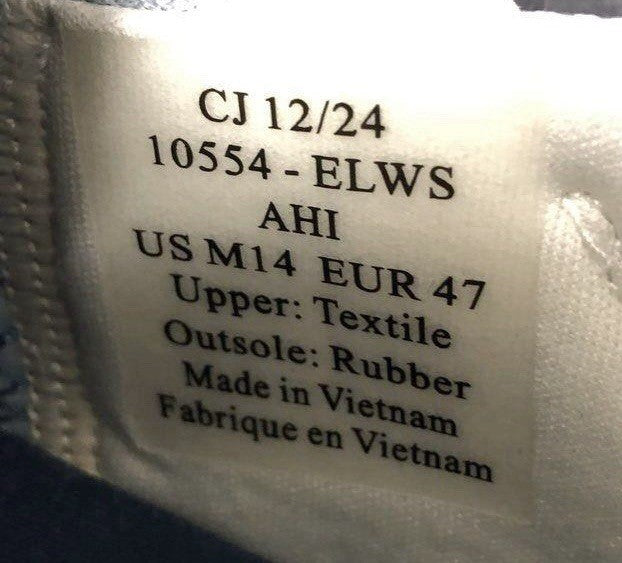 CJ 12/24
10554 - ELWS
AHI
US M14 EUR 47
Upper: Textile
Outsole: Rubber
Made in Vietnam
Fabrique en Vietnam